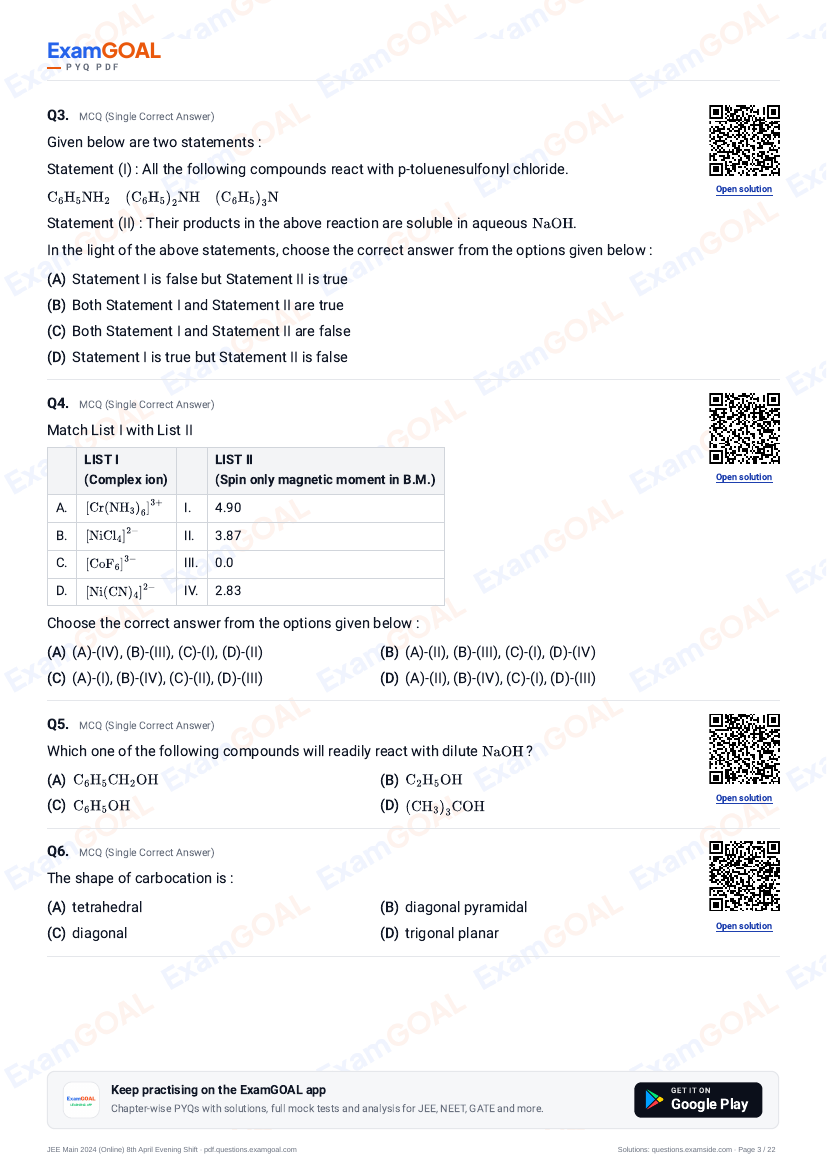 ExamGOAL
PYQ PDF
Q3. MCQ (Single Correct Answer)
Given below are two statements :
Statement (I) : All the following compounds react with p-toluenesulfonyl chloride.
C₆H₅NH₂ (C₆H₅)₂NH (C₆H₅)₃N
Statement (II) : Their products in the above reaction are soluble in aqueous NaOH.
In the light of the above statements, choose the correct answer from the options given below :
(A) Statement I is false but Statement II is true
(B) Both Statement I and Statement II are true
(C) Both Statement I and Statement II are false
(D) Statement I is true but Statement II is false
Open solution
Q4. MCQ (Single Correct Answer)
Match List I with List II
LIST I LIST II
(Complex ion) (Spin only magnetic moment in B.M.)
A. [Cr(NH₃)₆]³⁺ I. 4.90
B. [NiCl₄]²⁻ II. 3.87
C. [CoF₆]³⁻ III. 0.0
D. [Ni(CN)₄]²⁻ IV. 2.83
Choose the correct answer from the options given below :
(A) (A)-(IV), (B)-(III), (C)-(I), (D)-(II) (B) (A)-(II), (B)-(III), (C)-(I), (D)-(IV)
(C) (A)-(I), (B)-(IV), (C)-(II), (D)-(III) (D) (A)-(II), (B)-(IV), (C)-(I), (D)-(III)
Open solution
Q5. MCQ (Single Correct Answer)
Which one of the following compounds will readily react with dilute NaOH ?
(A) C₆H₅CH₂OH (B) C₂H₅OH
(C) C₆H₅OH (D) (CH₃)₃COH
Open solution
Q6. MCQ (Single Correct Answer)
The shape of carbocation is :
(A) tetrahedral (B) diagonal pyramidal
(C) diagonal (D) trigonal planar
Open solution
Keep practising on the ExamGOAL app
Chapter-wise PYQs with solutions, full mock tests and analysis for JEE, NEET, GATE and more.
GET IT ON
Google Play
JEE Main 2024 (Online) 8th April Evening Shift · pdf.questions.examgoal.com Solutions: questions.examside.com · Page 3 / 22